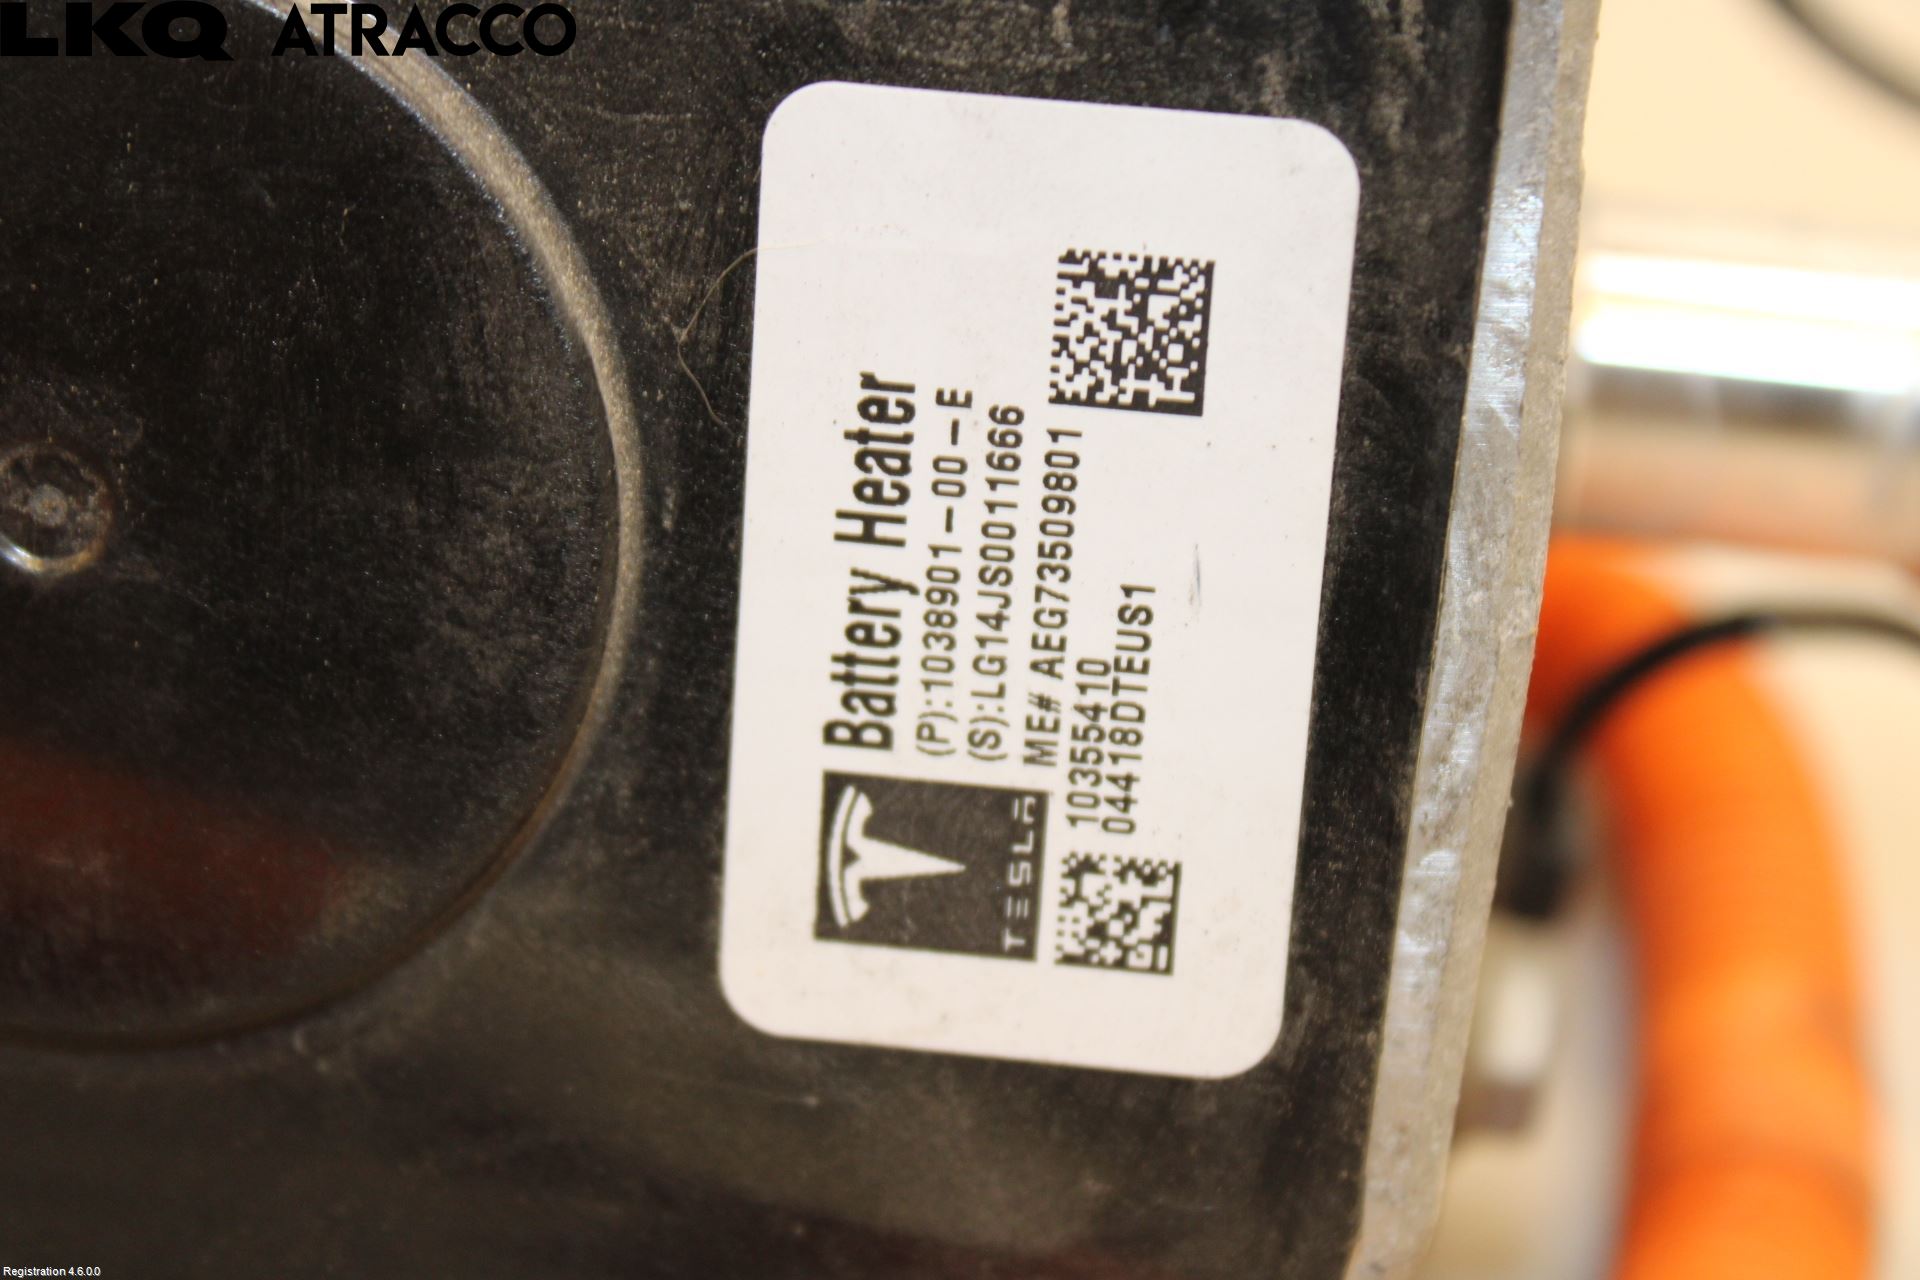 LKQ ATRACCO
Battery Heater
(P):1038901-00-E
(S):LG14JS0011666
ME# AEG73509801
10355410
04418DTEUS1
TESLA
Registration 4.6.0.0